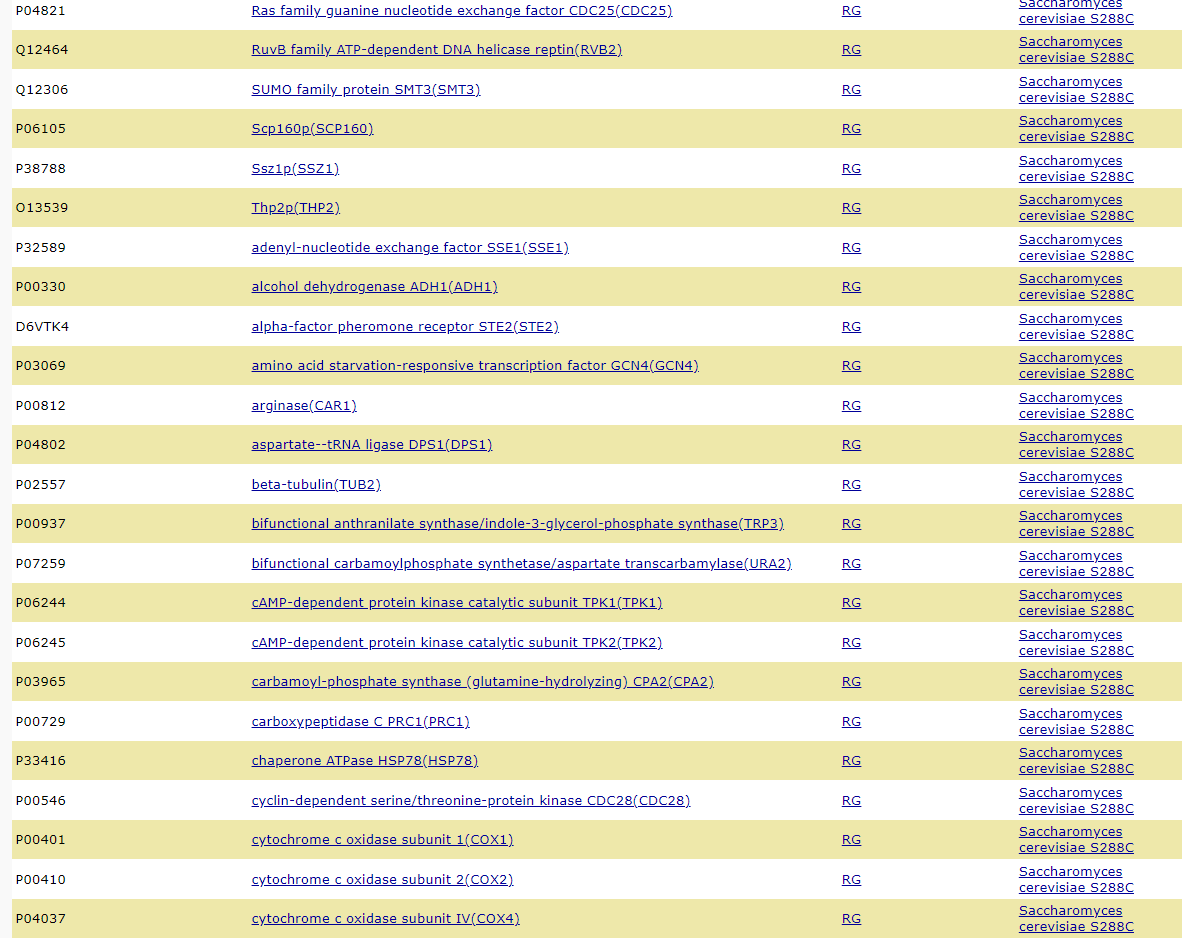 P04821 Ras family guanine nucleotide exchange factor CDC25(CDC25) RG Saccharomyces
cerevisiae S288C
Q12464 RuvB family ATP-dependent DNA helicase reptin(RVB2) RG Saccharomyces
cerevisiae S288C
Q12306 SUMO family protein SMT3(SMT3) RG Saccharomyces
cerevisiae S288C
P06105 Scp160p(SCP160) RG Saccharomyces
cerevisiae S288C
P38788 Ssz1p(SSZ1) RG Saccharomyces
cerevisiae S288C
O13539 Thp2p(THP2) RG Saccharomyces
cerevisiae S288C
P32589 adenyl-nucleotide exchange factor SSE1(SSE1) RG Saccharomyces
cerevisiae S288C
P00330 alcohol dehydrogenase ADH1(ADH1) RG Saccharomyces
cerevisiae S288C
D6VTK4 alpha-factor pheromone receptor STE2(STE2) RG Saccharomyces
cerevisiae S288C
P03069 amino acid starvation-responsive transcription factor GCN4(GCN4) RG Saccharomyces
cerevisiae S288C
P00812 arginase(CAR1) RG Saccharomyces
cerevisiae S288C
P04802 aspartate--tRNA ligase DPS1(DPS1) RG Saccharomyces
cerevisiae S288C
P02557 beta-tubulin(TUB2) RG Saccharomyces
cerevisiae S288C
P00937 bifunctional anthranilate synthase/indole-3-glycerol-phosphate synthase(TRP3) RG Saccharomyces
cerevisiae S288C
P07259 bifunctional carbamoylphosphate synthetase/aspartate transcarbamylase(URA2) RG Saccharomyces
cerevisiae S288C
P06244 cAMP-dependent protein kinase catalytic subunit TPK1(TPK1) RG Saccharomyces
cerevisiae S288C
P06245 cAMP-dependent protein kinase catalytic subunit TPK2(TPK2) RG Saccharomyces
cerevisiae S288C
P03965 carbamoyl-phosphate synthase (glutamine-hydrolyzing) CPA2(CPA2) RG Saccharomyces
cerevisiae S288C
P00729 carboxypeptidase C PRC1(PRC1) RG Saccharomyces
cerevisiae S288C
P33416 chaperone ATPase HSP78(HSP78) RG Saccharomyces
cerevisiae S288C
P00546 cyclin-dependent serine/threonine-protein kinase CDC28(CDC28) RG Saccharomyces
cerevisiae S288C
P00401 cytochrome c oxidase subunit 1(COX1) RG Saccharomyces
cerevisiae S288C
P00410 cytochrome c oxidase subunit 2(COX2) RG Saccharomyces
cerevisiae S288C
P04037 cytochrome c oxidase subunit IV(COX4) RG Saccharomyces
cerevisiae S288C